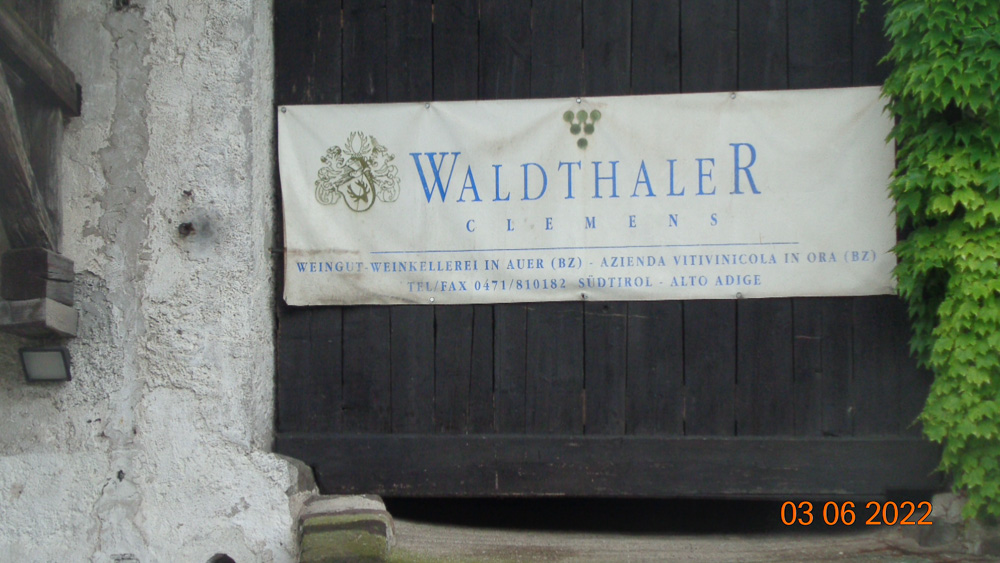 WALDTHALER
CLEMENS
WEINGUT-WEINKELLEREI IN AUER (BZ) - AZIENDA VITIVINICOLA IN ORA (BZ)
TEL/FAX 0471/810182 SÜDTIROL - ALTO ADIGE
03 06 2022